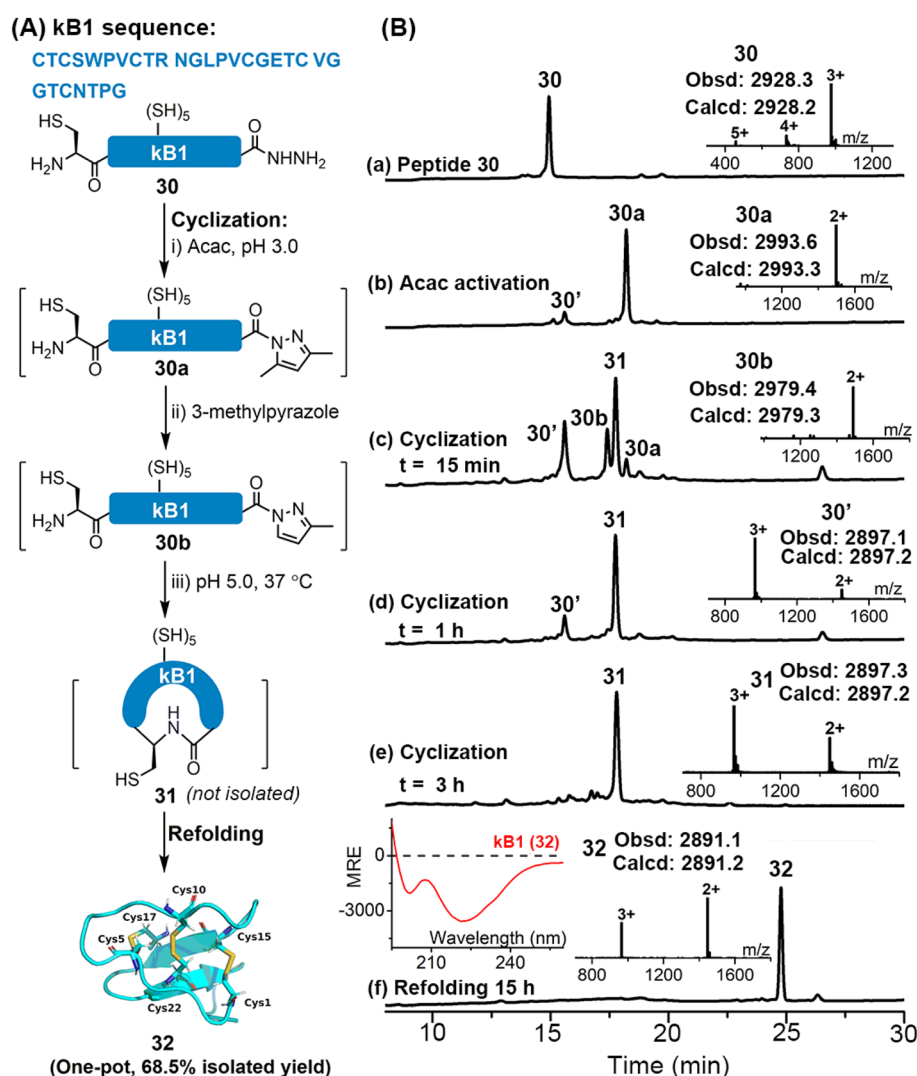 (A) kB1 sequence:
CTCSWPVCTR NGLPVCGETC VG
GTCNTPG
HS
(SH)5
H2N
O
kB1
O
NHNH2
30
Cyclization:
i) Acac, pH 3.0
HS
(SH)5
H2N
O
kB1
O
N
N
30a
ii) 3-methylpyrazole
HS
(SH)5
H2N
O
kB1
O
N
N
30b
iii) pH 5.0, 37 °C
(SH)5
kB1
H
N
HS
O
31 (not isolated)
Refolding
Cys10
Cys17
Cys5
Cys15
Cys22
Cys1
32
(One-pot, 68.5% isolated yield)
(B)
30
30
Obsd: 2928.3
Calcd: 2928.2
3+
4+
5+
m/z
400 800 1200
(a) Peptide 30
30a
30a
Obsd: 2993.6
Calcd: 2993.3
2+
m/z
1200 1600
(b) Acac activation
30’
31
30b
Obsd: 2979.4
Calcd: 2979.3
2+
m/z
1200 1600
30’
30b
30a
(c) Cyclization
t = 15 min
31
30’
Obsd: 2897.1
Calcd: 2897.2
3+
2+
m/z
800 1200 1600
(d) Cyclization
t = 1 h
30’
31
31
Obsd: 2897.3
Calcd: 2897.2
3+
2+
m/z
800 1200 1600
(e) Cyclization
t = 3 h
MRE
0
-3000
kB1 (32)
Wavelength (nm)
210 240
32
Obsd: 2891.1
Calcd: 2891.2
3+
2+
m/z
800 1200 1600
32
(f) Refolding 15 h
10 15 20 25 30
Time (min)